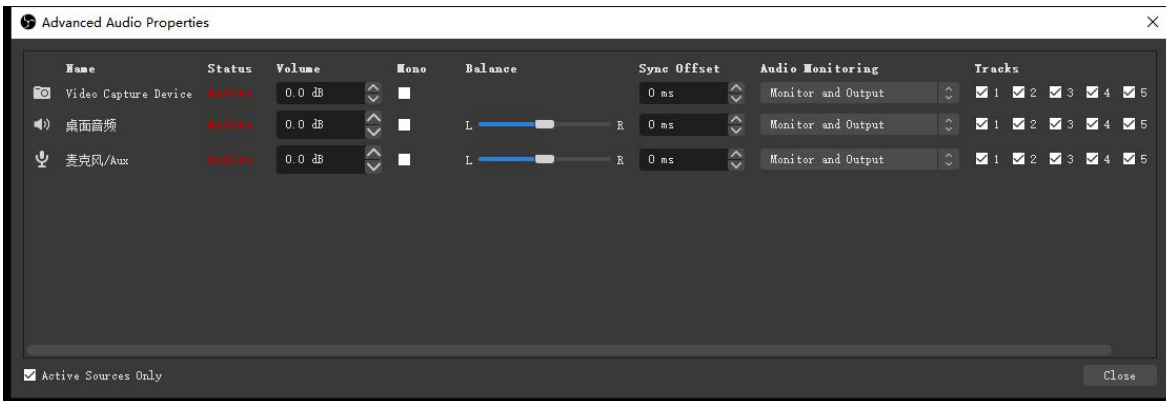 Advanced Audio Properties
Name Status Volume Mono Balance Sync Offset Audio Monitoring Tracks
Video Capture Device Active 0.0 dB 0 ms Monitor and Output 1 2 3 4 5
桌面音频 Active 0.0 dB L R 0 ms Monitor and Output 1 2 3 4 5
麦克风/Aux Active 0.0 dB L R 0 ms Monitor and Output 1 2 3 4 5
Active Sources Only Close